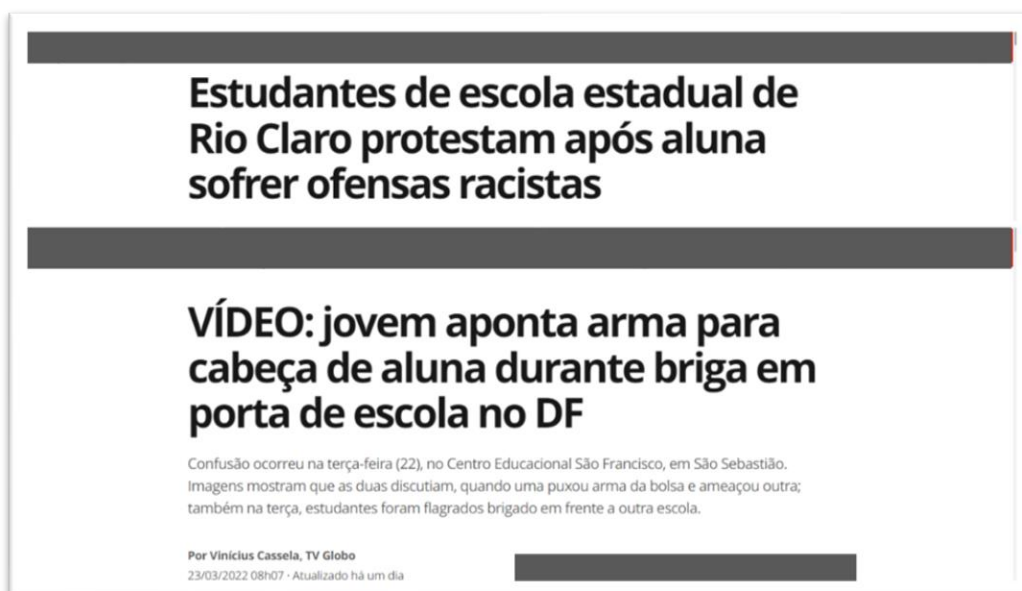 Estudantes de escola estadual de
Rio Claro protestam após aluna
sofrer ofensas racistas
VÍDEO: jovem aponta arma para
cabeça de aluna durante briga em
porta de escola no DF
Confusão ocorreu na terça-feira (22), no Centro Educacional São Francisco, em São Sebastião.
Imagens mostram que as duas discutiam, quando uma puxou arma da bolsa e ameaçou outra;
também na terça, estudantes foram flagrados brigado em frente a outra escola.
Por Vinícius Cassela, TV Globo
23/03/2022 08h07 · Atualizado há um dia